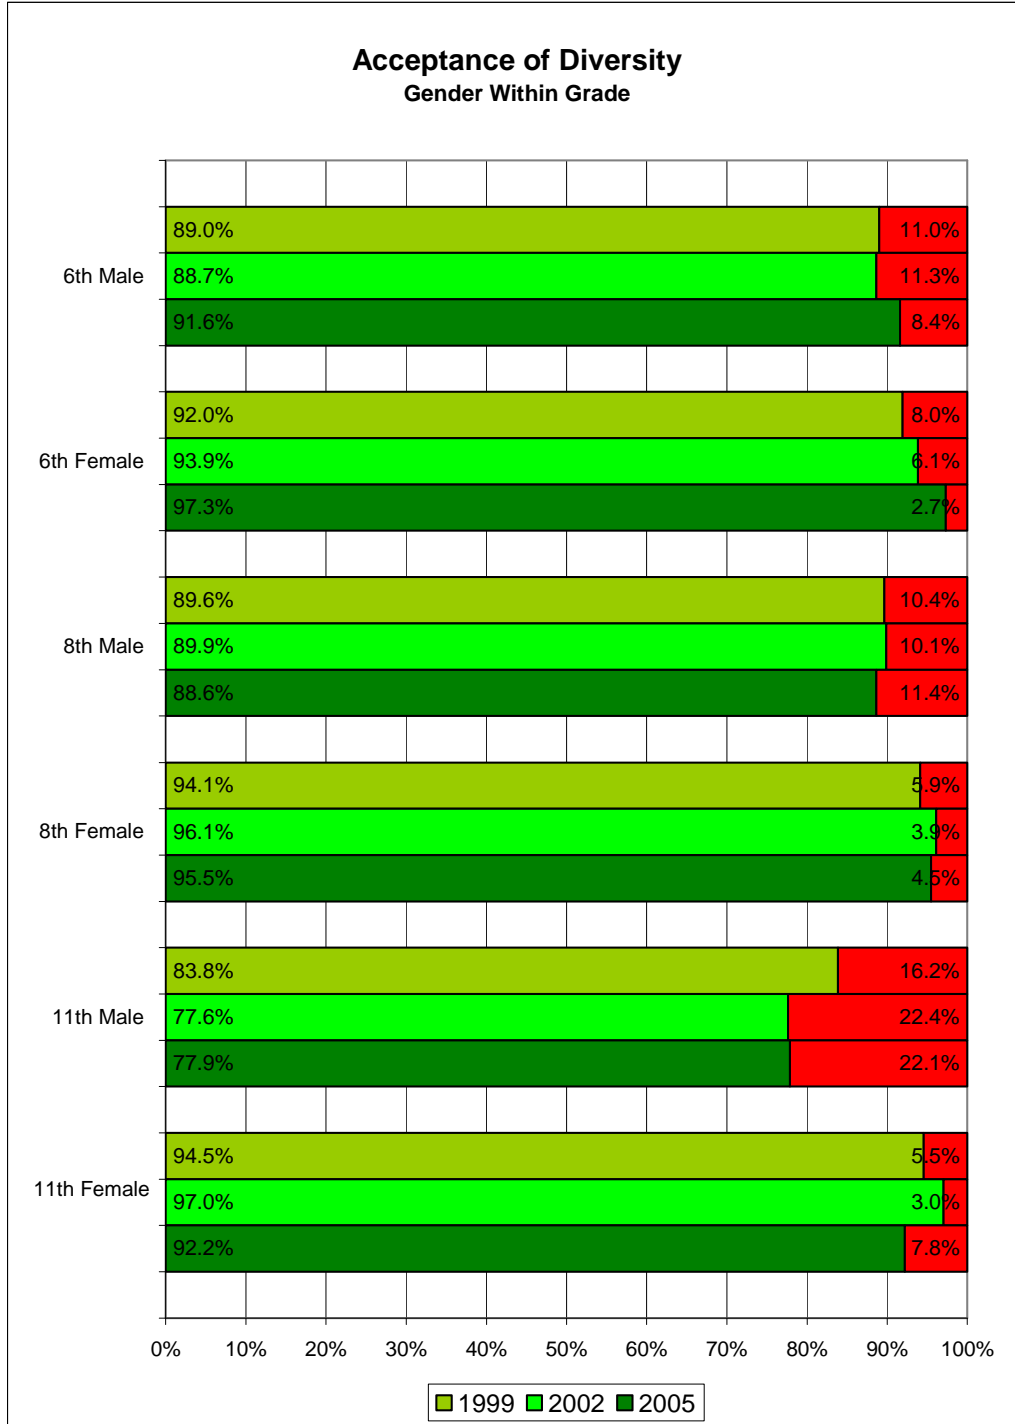 Acceptance of Diversity
Gender Within Grade
89.0% 11.0%
6th Male 88.7% 11.3%
91.6% 8.4%
92.0% 8.0%
6th Female 93.9% 6.1%
97.3% 2.7%
89.6% 10.4%
8th Male 89.9% 10.1%
88.6% 11.4%
94.1% 5.9%
8th Female 96.1% 3.9%
95.5% 4.5%
83.8% 16.2%
11th Male 77.6% 22.4%
77.9% 22.1%
94.5% 5.5%
11th Female 97.0% 3.0%
92.2% 7.8%
0% 10% 20% 30% 40% 50% 60% 70% 80% 90% 100%
1999 2002 2005